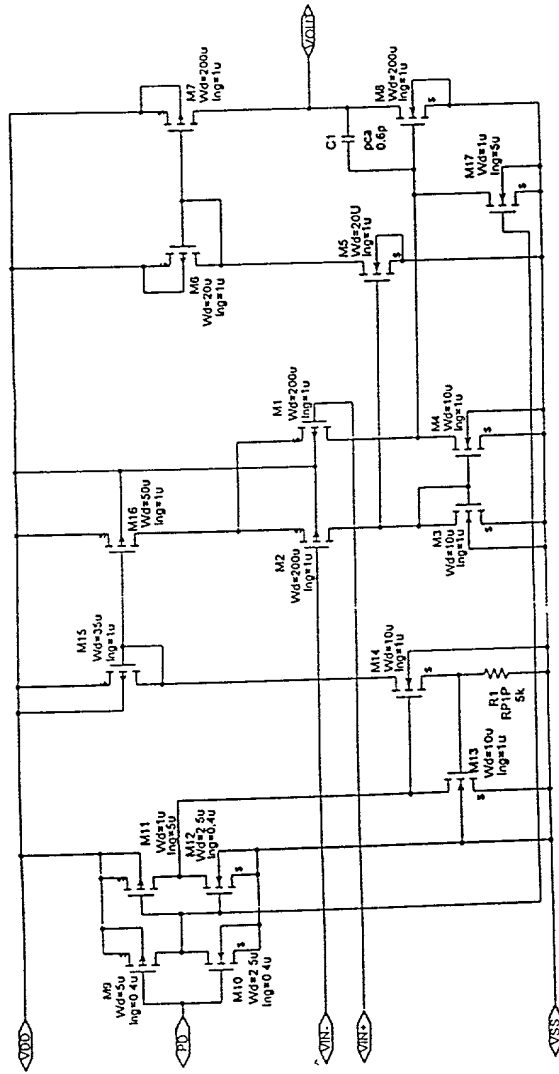 VDD
PD
VIN-
VIN+
VSS
VOUT
M9
Wd=5u
lng=0.4u
M10
Wd=2.5u
lng=0.4u
M11
Wd=1u
lng=5u
M12
Wd=2.5u
lng=0.4u
M13
Wd=10u
lng=1u
R1
RP1P
5k
M14
Wd=10u
lng=1u
M15
Wd=35u
lng=1u
M16
Wd=50u
lng=1u
M2
Wd=200u
lng=1u
M1
Wd=200u
lng=1u
M3
Wd=10u
lng=1u
M4
Wd=10u
lng=1u
M6
Wd=20u
lng=1u
M5
Wd=20U
lng=1u
M7
Wd=200u
lng=1u
C1
pca
0.6p
M8
Wd=200u
lng=1u
M17
Wd=1u
lng=5u
s
s
s
s
s
s
s
s
s
s
s
s